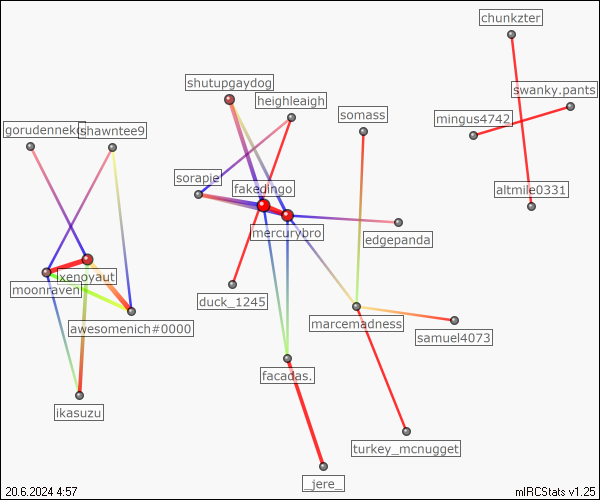 chunkzter
shutupgaydog
swanky.pants
heighleaigh
somass
mingus4742
shawntee9
sorapie
fakedingo
altmile0331
mercurybro
edgepanda
xenoyaut
moonraven
duck_1245
awesomenich#0000
marcemadness
samuel4073
facadas.
ikasuzu
turkey_mcnugget
_jere_
20.6.2024 4:57
mIRCStats v1.25